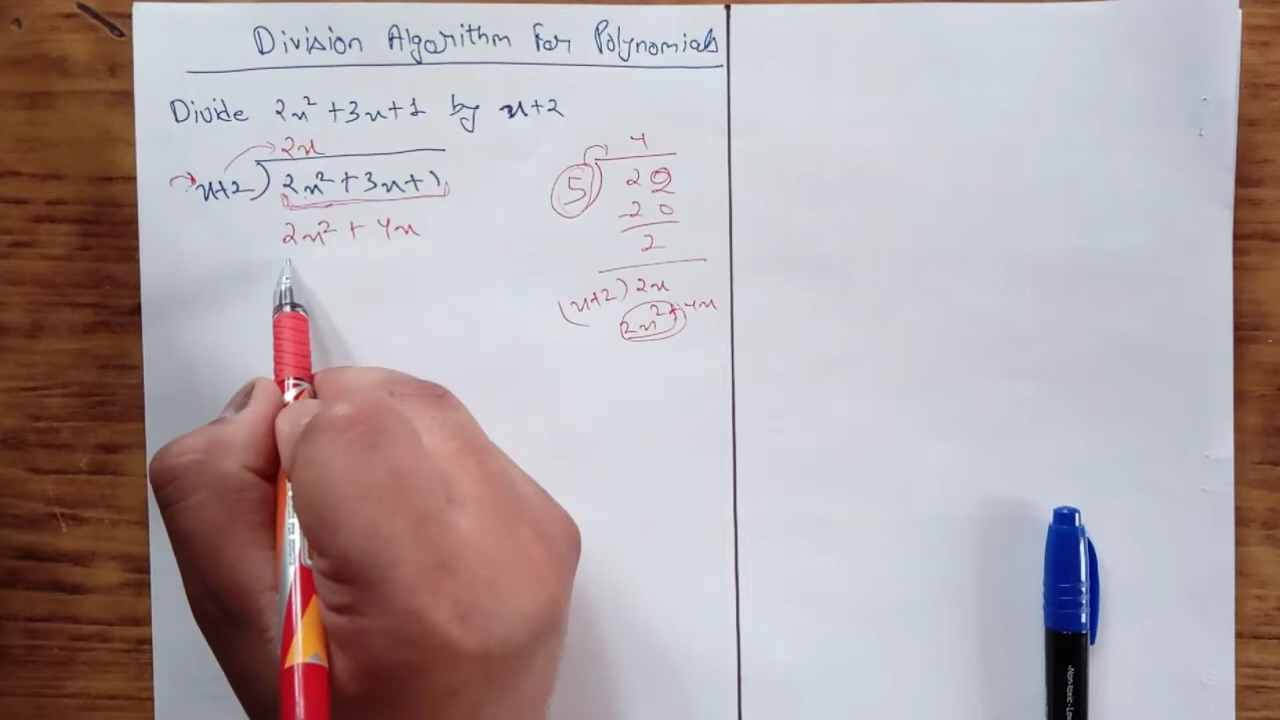 Division Algorithm For Polynomials
Divide 2x² + 3x + 1 by x+2
2x
x+2 ) 2x² + 3x + 1
2x² + 4x
4
5 ) 22
-20
2
(x+2) 2x
2x² + 4x